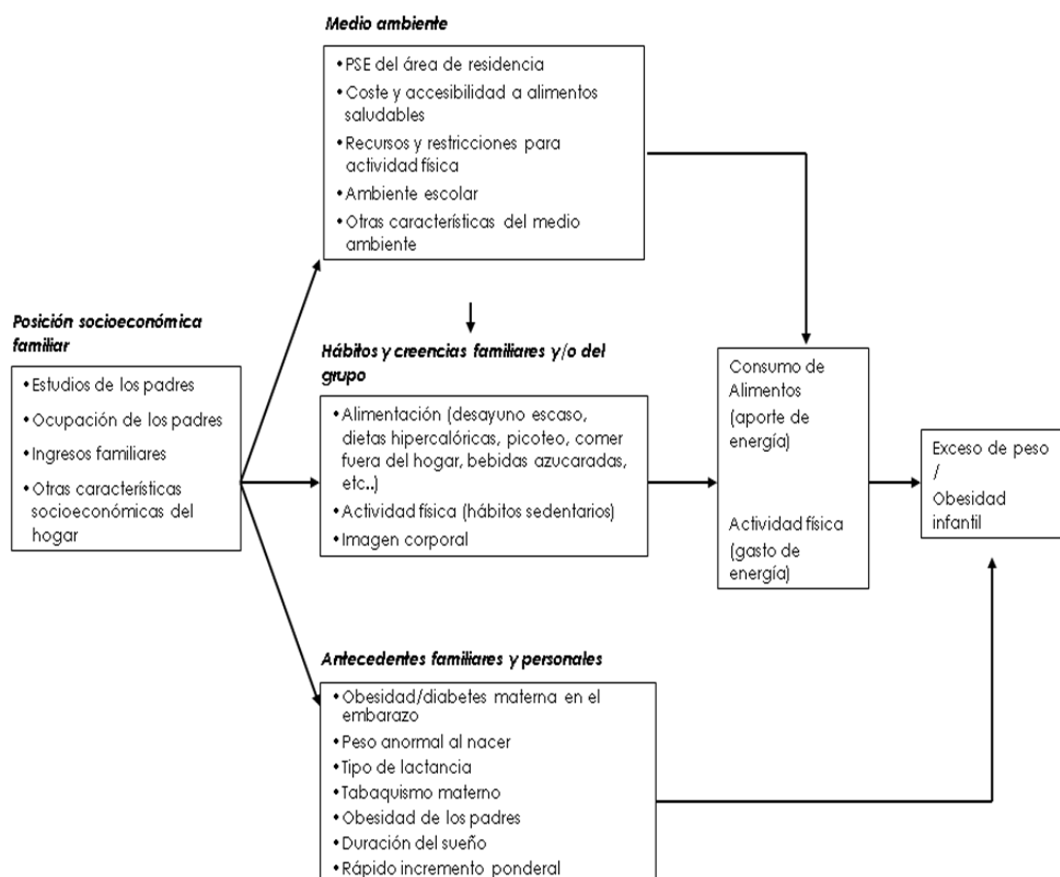 Medio ambiente
• PSE del área de residencia
• Coste y accesibilidad a alimentos
saludables
• Recursos y restricciones para
actividad física
• Ambiente escolar
• Otras características del medio
ambiente
Posición socioeconómica
familiar
• Estudios de los padres
• Ocupación de los padres
• Ingresos familiares
• Otras características
socioeconómicas del
hogar
Hábitos y creencias familiares y/o del
grupo
• Alimentación (desayuno escaso,
dietas hipercalóricas, picoteo, comer
fuera del hogar, bebidas azucaradas,
etc..)
• Actividad física (hábitos sedentarios)
• Imagen corporal
Consumo de
Alimentos
(aporte de
energía)
Actividad física
(gasto de
energía)
Exceso de peso
/
Obesidad
infantil
Antecedentes familiares y personales
• Obesidad/diabetes materna en el
embarazo
• Peso anormal al nacer
• Tipo de lactancia
• Tabaquismo materno
• Obesidad de los padres
• Duración del sueño
• Rápido incremento ponderal